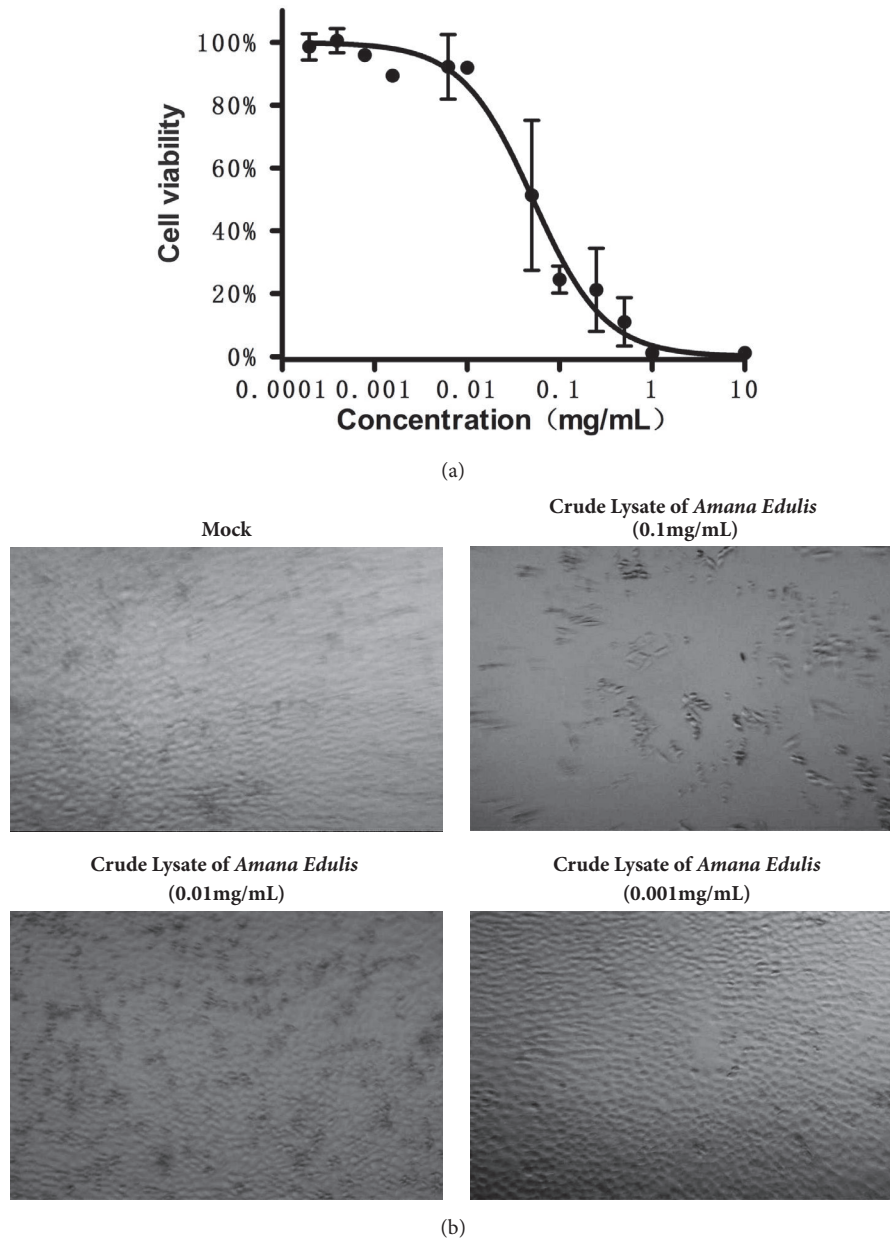 100%
80%
60%
40%
20%
0%
Cell viability
0.0001 0.001 0.01 0.1 1 10
Concentration（mg/mL）
(a)
Mock
Crude Lysate of Amana Edulis
(0.1mg/mL)
Crude Lysate of Amana Edulis
(0.01mg/mL)
Crude Lysate of Amana Edulis
(0.001mg/mL)
(b)